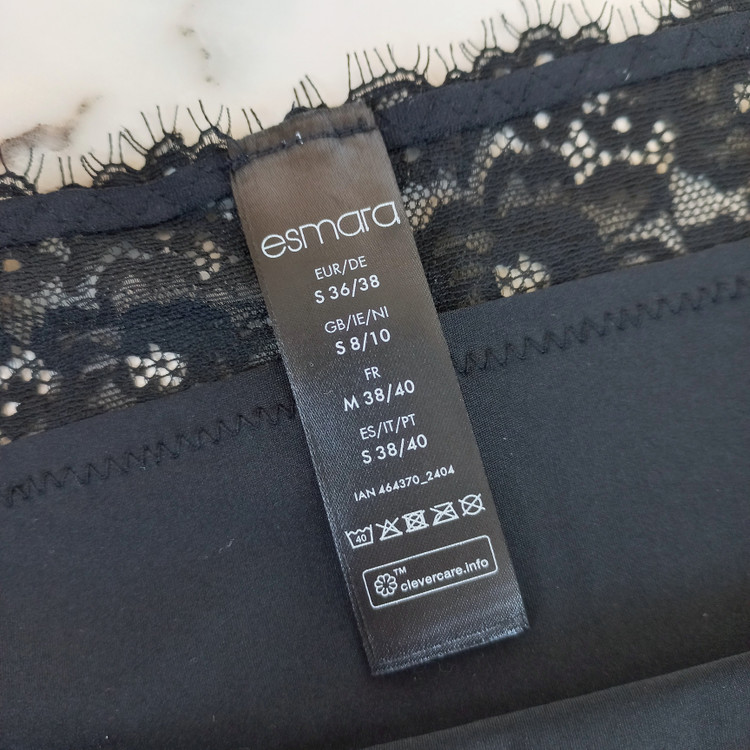 esmara
EUR/DE
S 36/38
GB/IE/NI
S 8/10
FR
M 38/40
ES/IT/PT
S 38/40
IAN 464370_2404
40
™
clevercare.info